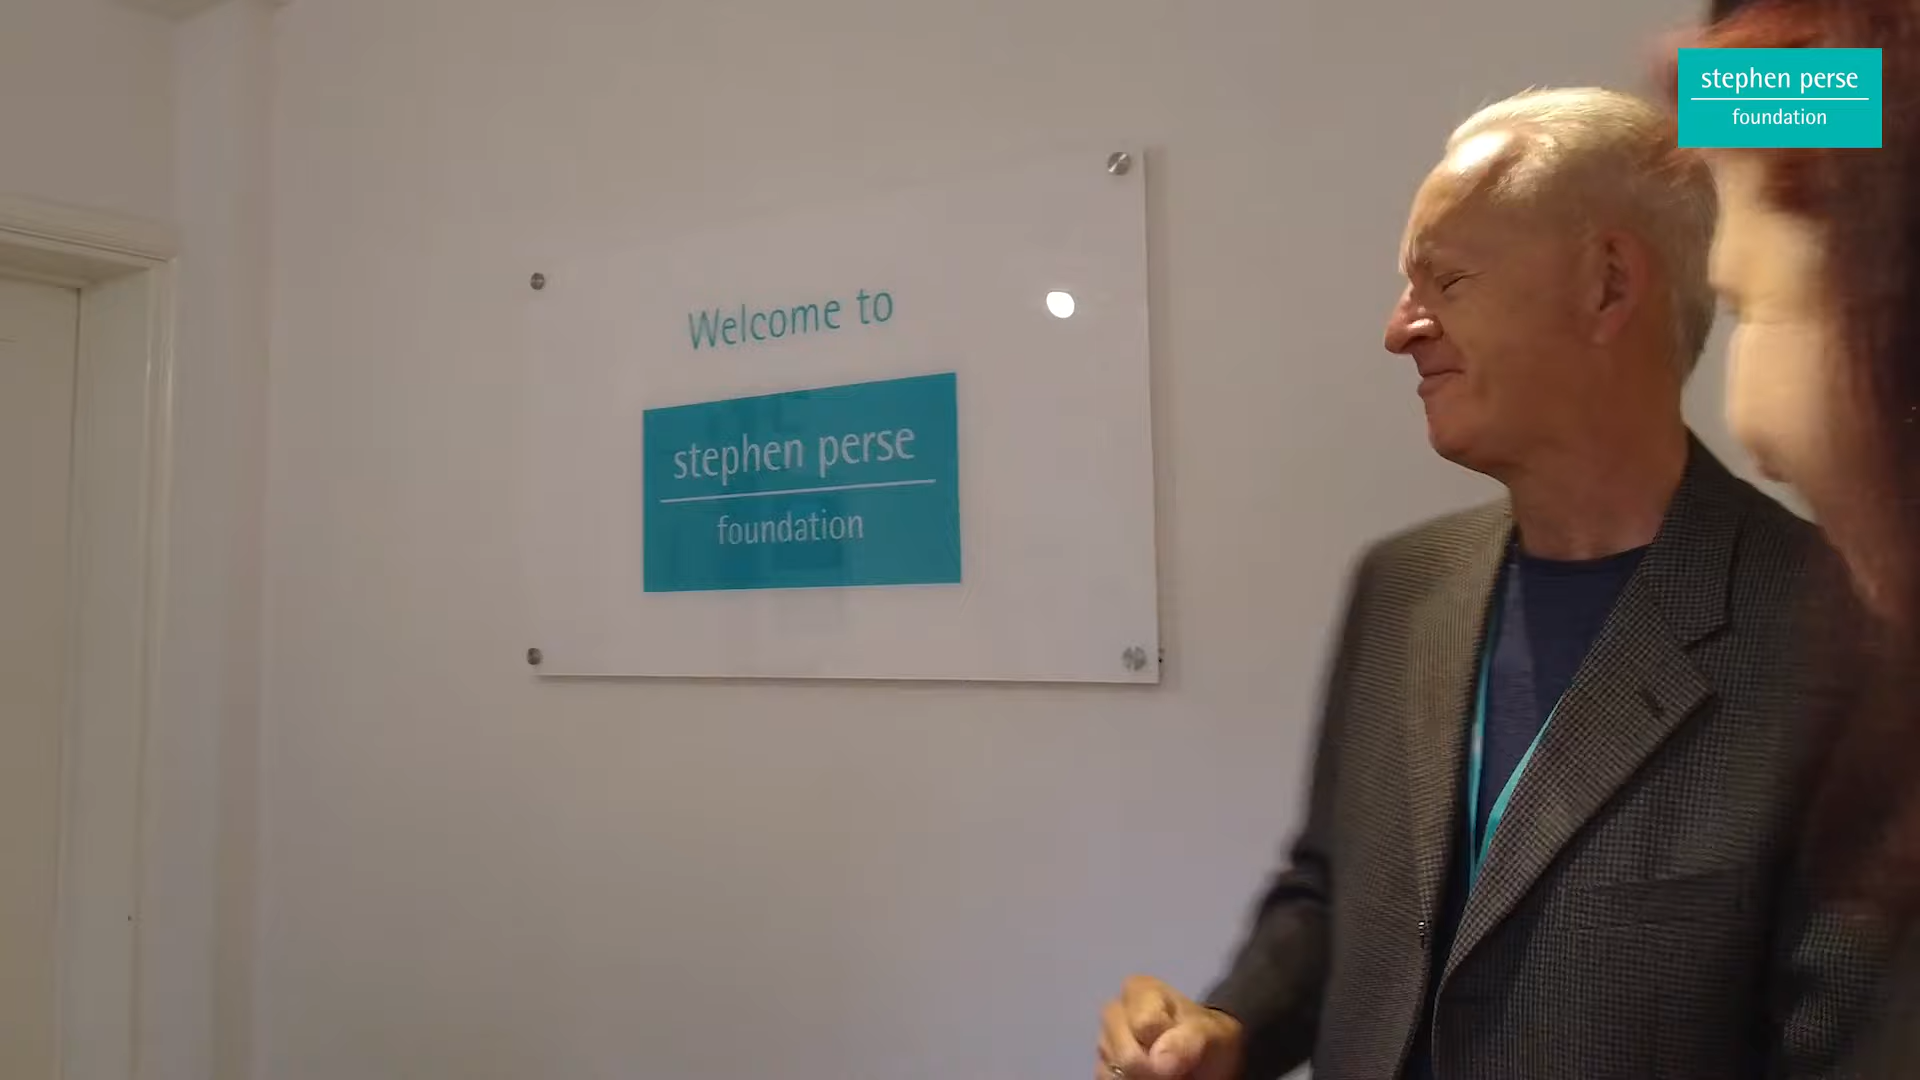 Welcome to
stephen perse
foundation
stephen perse
foundation